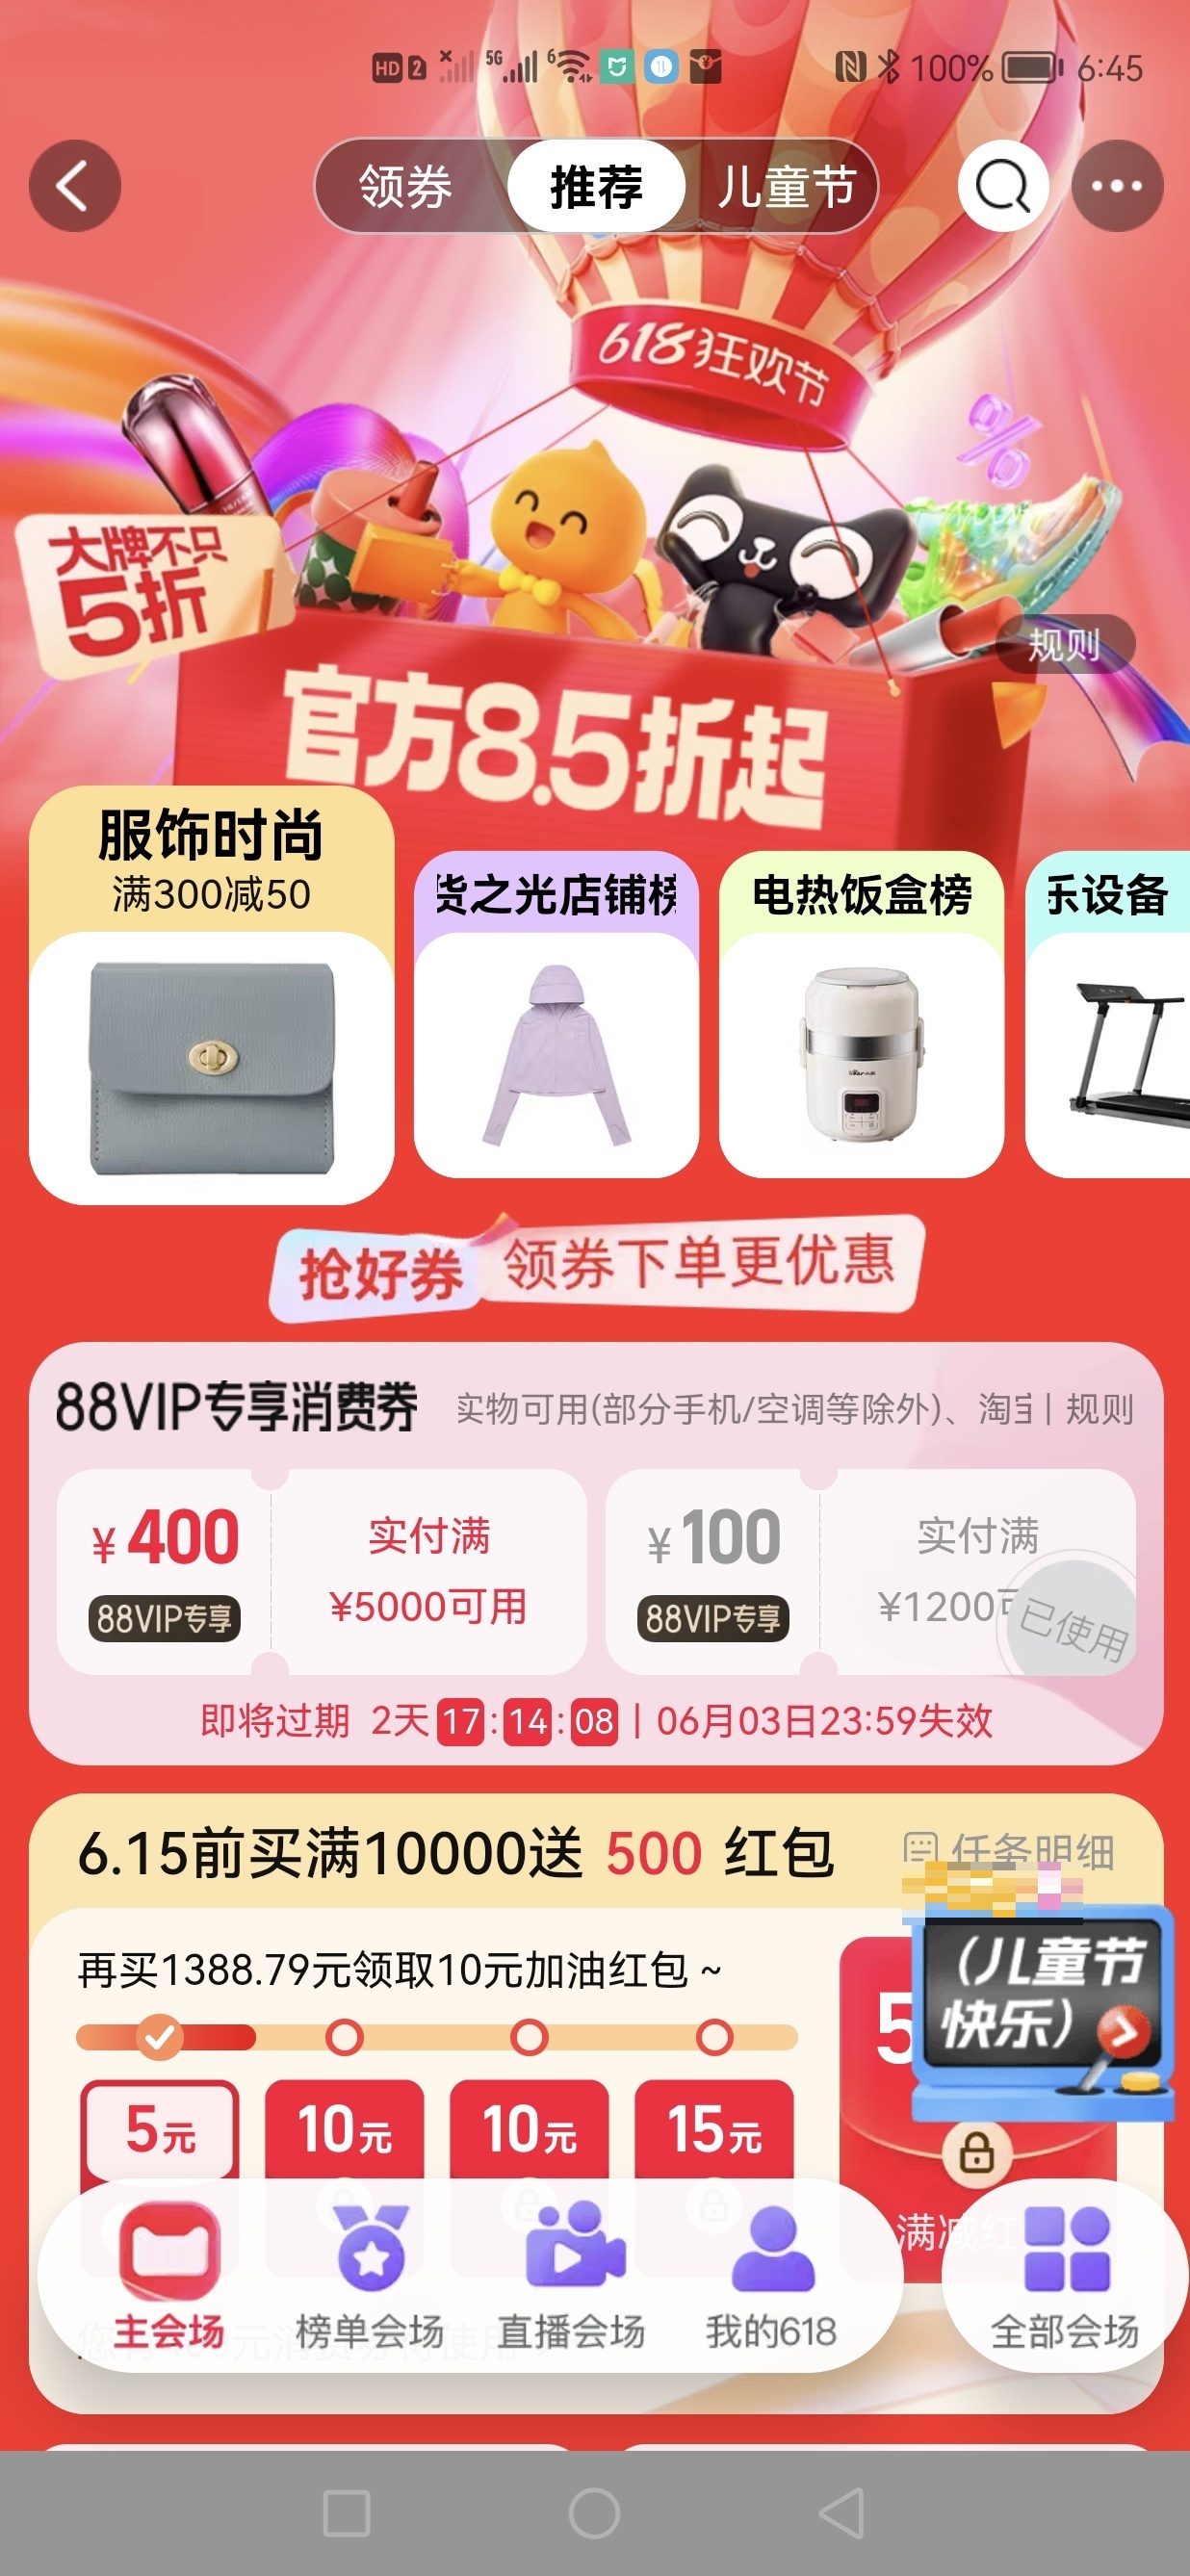 HD 2 5G 6 100% 6:45
领券 推荐 儿童节
618狂欢节
大牌不只
5折
规则
官方8.5折起
服饰时尚
满300减50
货之光店铺榜
电热饭盒榜
乐设备
Bear小熊
抢好券 领券下单更优惠
88VIP专享消费券 实物可用(部分手机/空调等除外)、淘宝 | 规则
¥400 实付满
88VIP专享 ¥5000可用
¥100 实付满
88VIP专享 ¥1200可
已使用
即将过期 2天 17:14:08 | 06月03日23:59失效
6.15前买满10000送 500 红包 任务明细
再买1388.79元领取10元加油红包~
(儿童节
快乐)
5
5元 10元 10元 15元
满减红
主会场 榜单会场 直播会场 我的618 全部会场